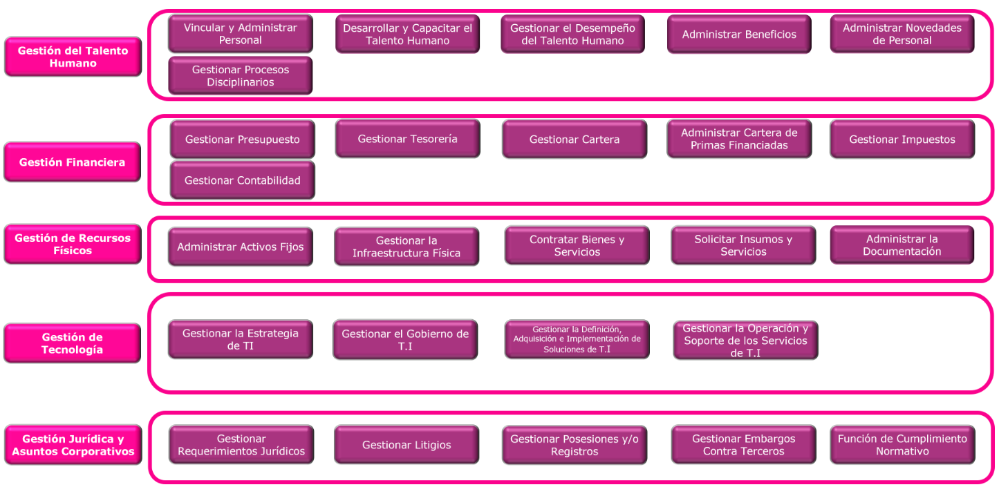 Gestión del Talento
Humano
Vincular y Administrar
Personal
Desarrollar y Capacitar el
Talento Humano
Gestionar el Desempeño
del Talento Humano
Administrar Beneficios
Administrar Novedades
de Personal
Gestionar Procesos
Disciplinarios
Gestión Financiera
Gestionar Presupuesto
Gestionar Tesorería
Gestionar Cartera
Administrar Cartera de
Primas Financiadas
Gestionar Impuestos
Gestionar Contabilidad
Gestión de Recursos
Físicos
Administrar Activos Fijos
Gestionar la
Infraestructura Física
Contratar Bienes y
Servicios
Solicitar Insumos y
Servicios
Administrar la
Documentación
Gestión de
Tecnología
Gestionar la Estrategia
de TI
Gestionar el Gobierno de
T.I
Gestionar la Definición,
Adquisición e Implementación de
Soluciones de T.I
Gestionar la Operación y
Soporte de los Servicios
de T.I
Gestión Jurídica y
Asuntos Corporativos
Gestionar
Requerimientos Jurídicos
Gestionar Litigios
Gestionar Posesiones y/o
Registros
Gestionar Embargos
Contra Terceros
Función de Cumplimiento
Normativo